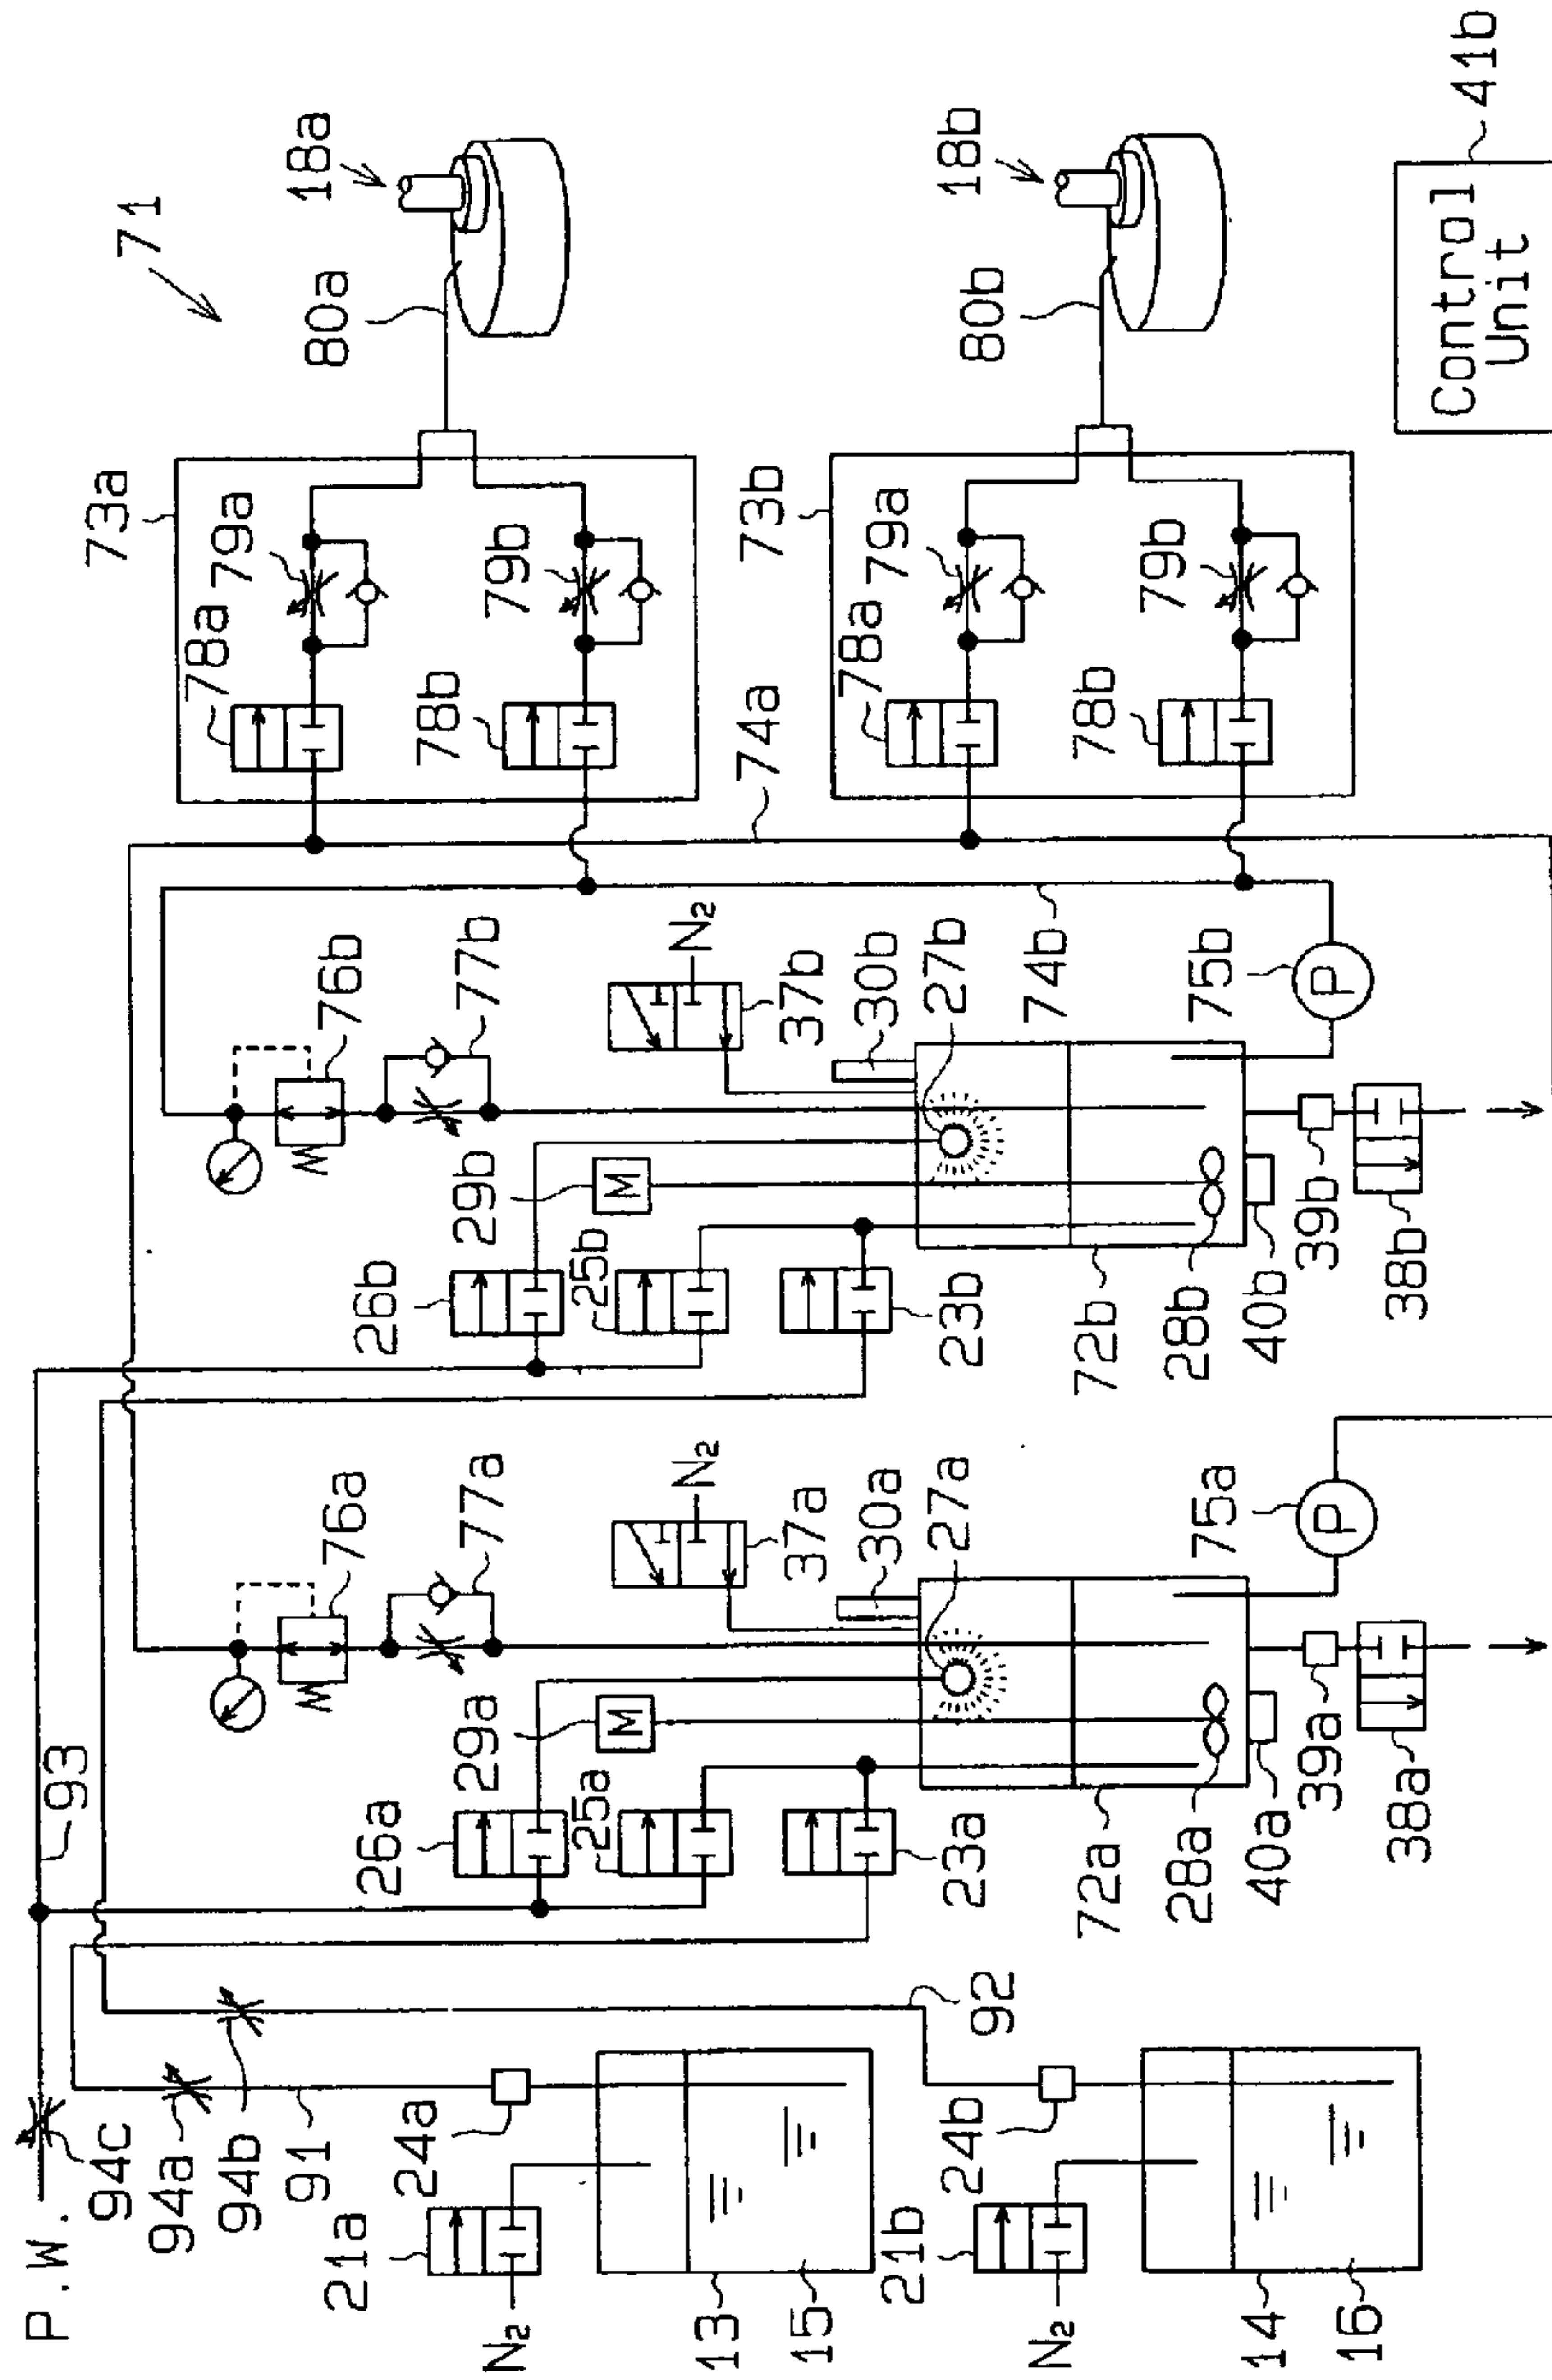 71
18a
80a
73a
79a
78a
79b
78b
74a
18b
80b
73b
79a
78a
79b
78b
41b
Control
Unit
76b
77b
N₂
37b
30b
27b
74b
75b
P
M
29b
26b
25b
23b
72b
28b
40b
39b
38b
76a
77a
N₂
37a
30a
27a
75a
P
M
29a
26a
25a
23a
72a
28a
40a
39a
38a
93
92
P.W.
94c
94a
94b
91
24a
21a
N₂
13
15
24b
21b
N₂
14
16